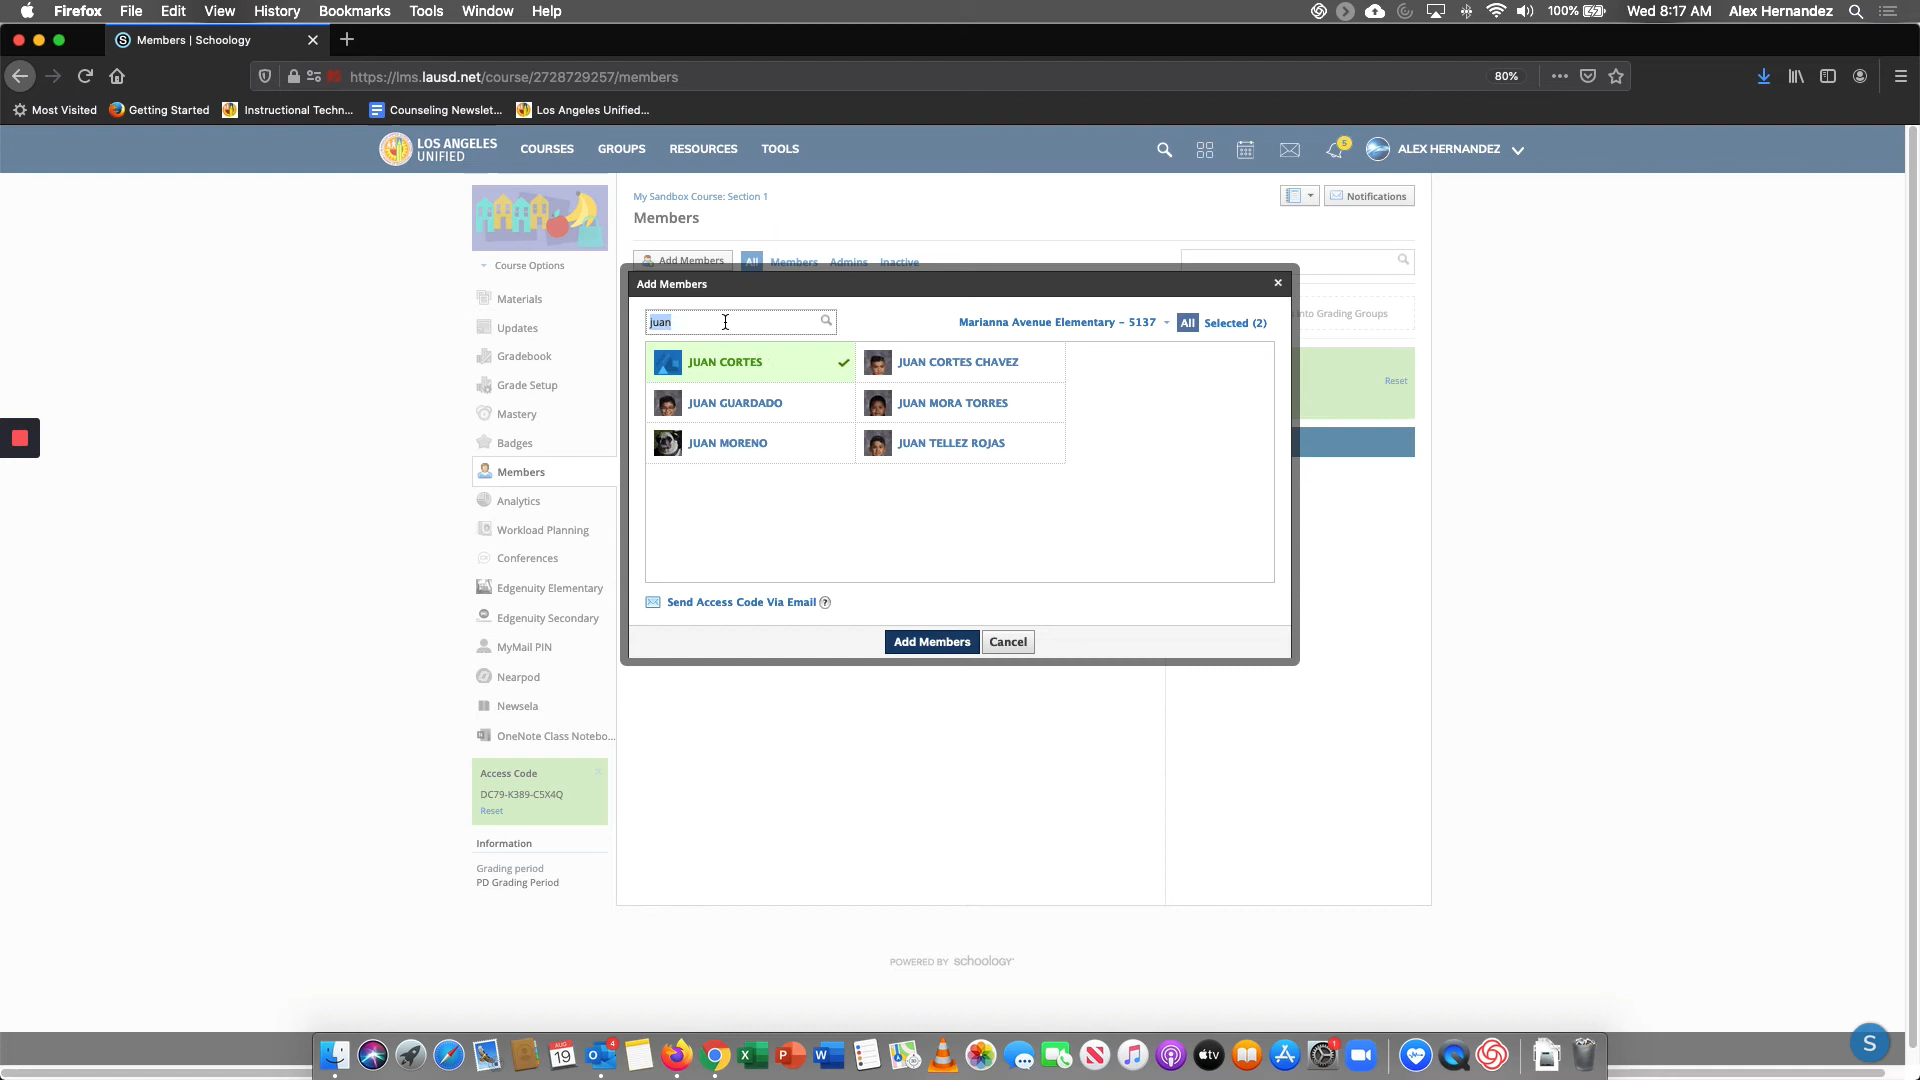 Firefox File Edit View History Bookmarks Tools Window Help 100% Wed 8:17 AM Alex Hernandez
S Members | Schoology
https://lms.lausd.net/course/2728729257/members 80%
Most Visited Getting Started Instructional Techn... Counseling Newslet... Los Angeles Unified...
LOS ANGELES UNIFIED COURSES GROUPS RESOURCES TOOLS 5 ALEX HERNANDEZ
My Sandbox Course: Section 1 Notifications
Members
Add Members All Members Admins Inactive
Course Options
Materials
Updates
Gradebook
Grade Setup
Mastery
Badges
Members
Analytics
Workload Planning
Conferences
Edgenuity Elementary
Edgenuity Secondary
MyMail PIN
Nearpod
Newsela
OneNote Class Notebo...
Access Code
DC79-K389-C5X4Q
Reset
Information
Grading period
PD Grading Period
Add Members
juan Marianna Avenue Elementary - 5137 All Selected (2)
JUAN CORTES JUAN CORTES CHAVEZ
JUAN GUARDADO JUAN MORA TORRES
JUAN MORENO JUAN TELLEZ ROJAS
Send Access Code Via Email ?
Add Members Cancel
into Grading Groups
Reset
POWERED BY schoology
AUG 19 4 P W tv 1
S